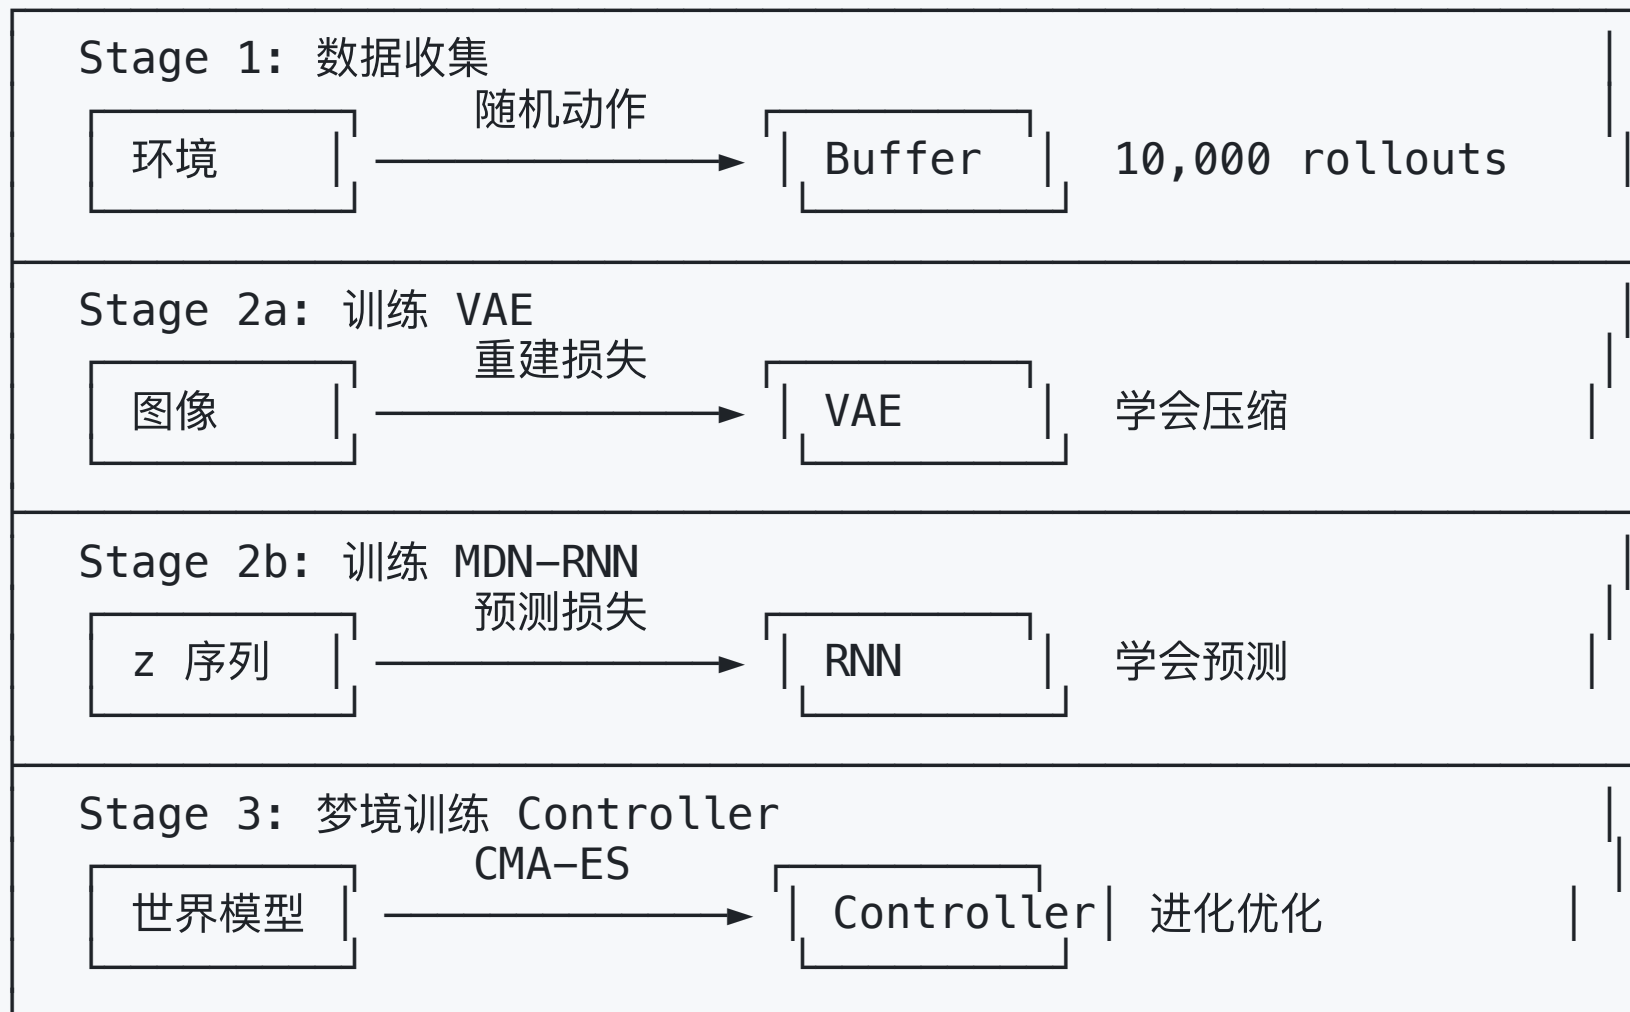 Stage 1: 数据收集
随机动作
环境 Buffer 10,000 rollouts
Stage 2a: 训练 VAE
重建损失
图像 VAE 学会压缩
Stage 2b: 训练 MDN-RNN
预测损失
z 序列 RNN 学会预测
Stage 3: 梦境训练 Controller
CMA-ES
世界模型 Controller 进化优化